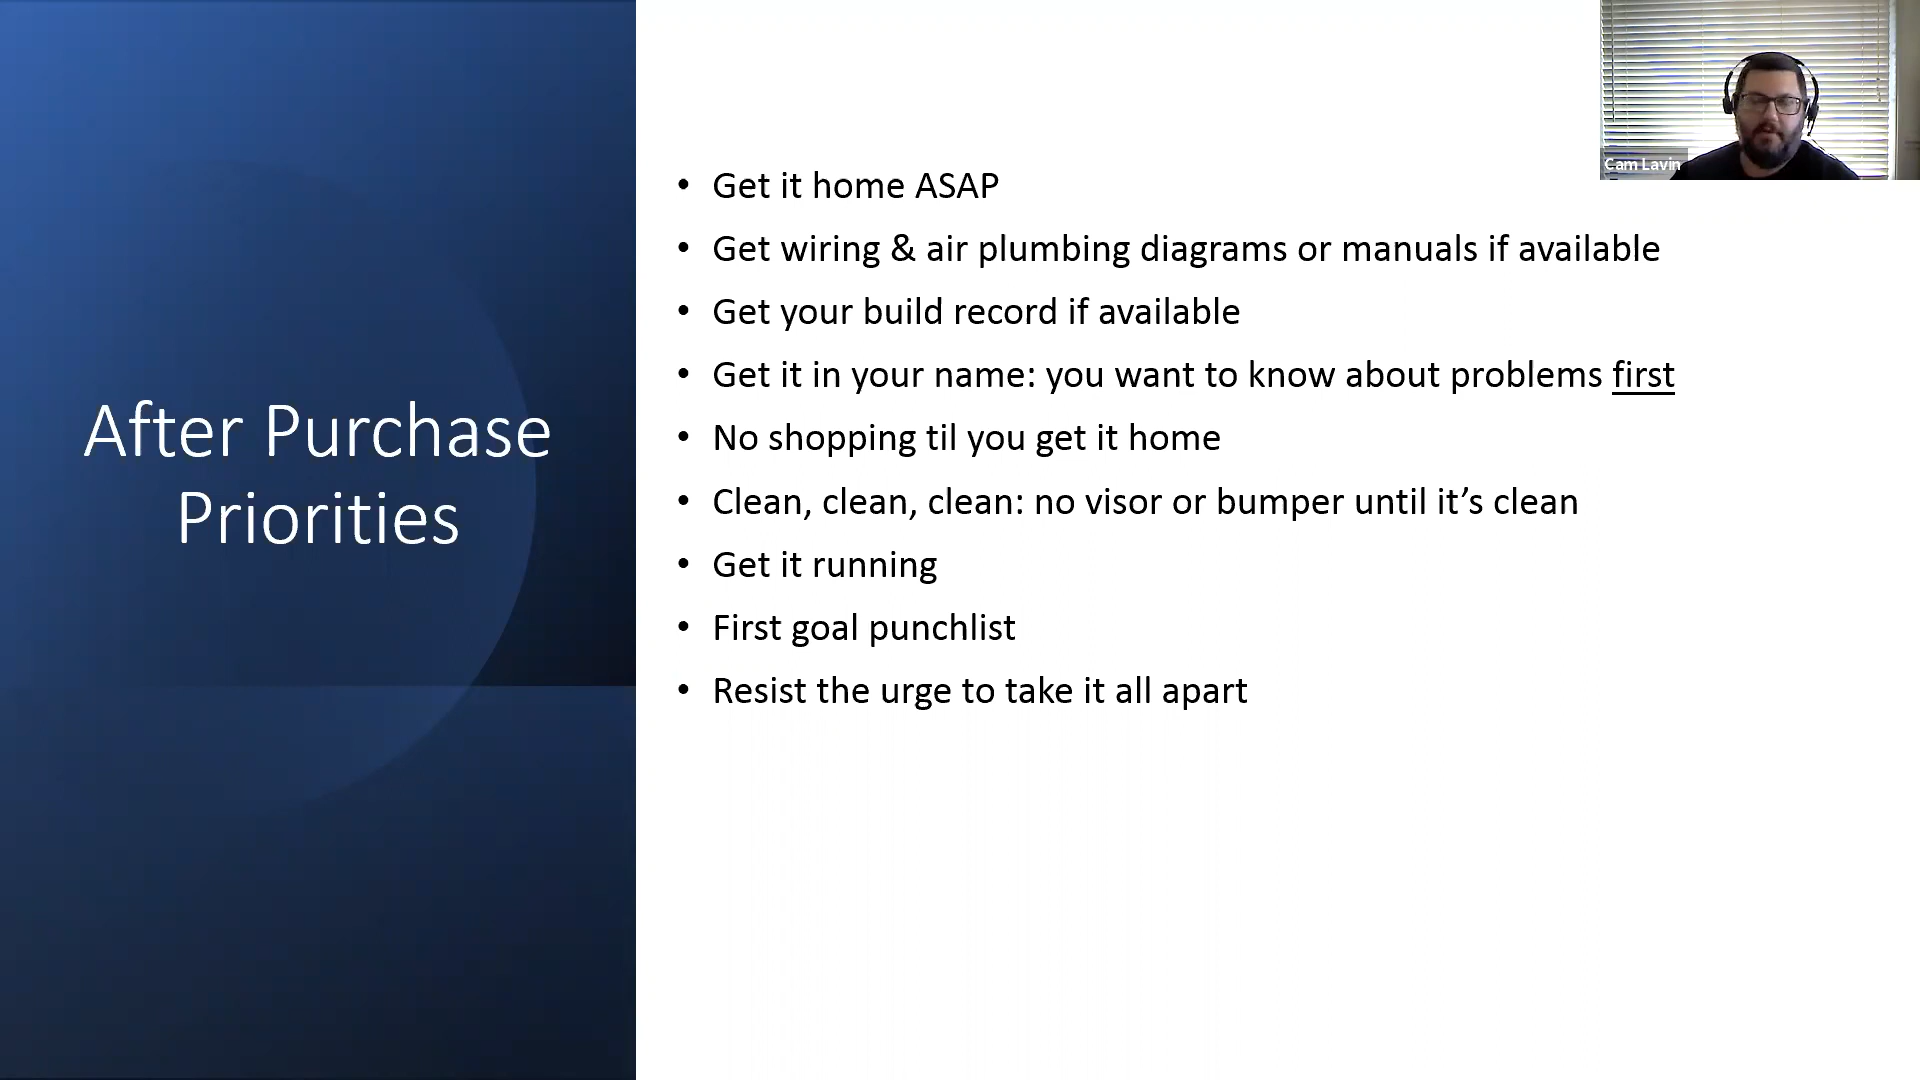 After Purchase
Priorities
• Get it home ASAP
• Get wiring & air plumbing diagrams or manuals if available
• Get your build record if available
• Get it in your name: you want to know about problems first
• No shopping til you get it home
• Clean, clean, clean: no visor or bumper until it’s clean
• Get it running
• First goal punchlist
• Resist the urge to take it all apart
Cam Lavin